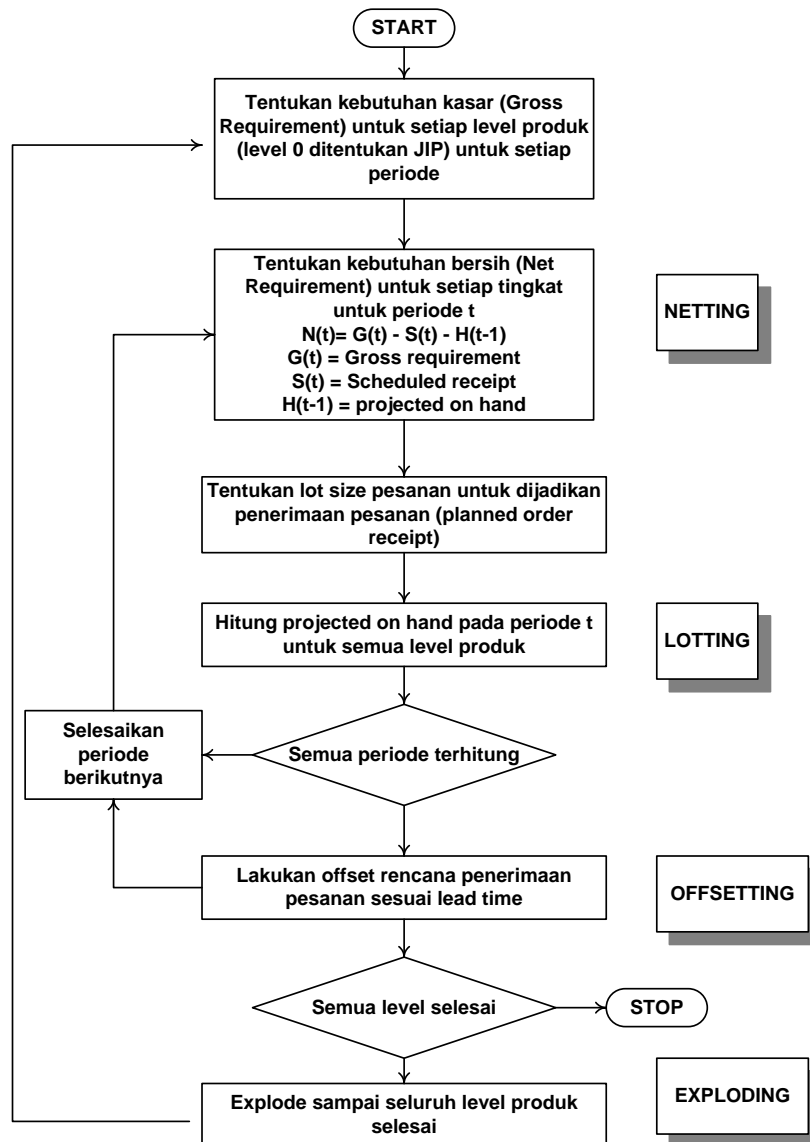 START
Tentukan kebutuhan kasar (Gross
Requirement) untuk setiap level produk
(level 0 ditentukan JIP) untuk setiap
periode
Tentukan kebutuhan bersih (Net
Requirement) untuk setiap tingkat
untuk periode t
N(t)= G(t) - S(t) - H(t-1)
G(t) = Gross requirement
S(t) = Scheduled receipt
H(t-1) = projected on hand
NETTING
Tentukan lot size pesanan untuk dijadikan
penerimaan pesanan (planned order
receipt)
Hitung projected on hand pada periode t
untuk semua level produk
LOTTING
Selesaikan
periode
berikutnya
Semua periode terhitung
Lakukan offset rencana penerimaan
pesanan sesuai lead time
OFFSETTING
Semua level selesai
STOP
Explode sampai seluruh level produk
selesai
EXPLODING